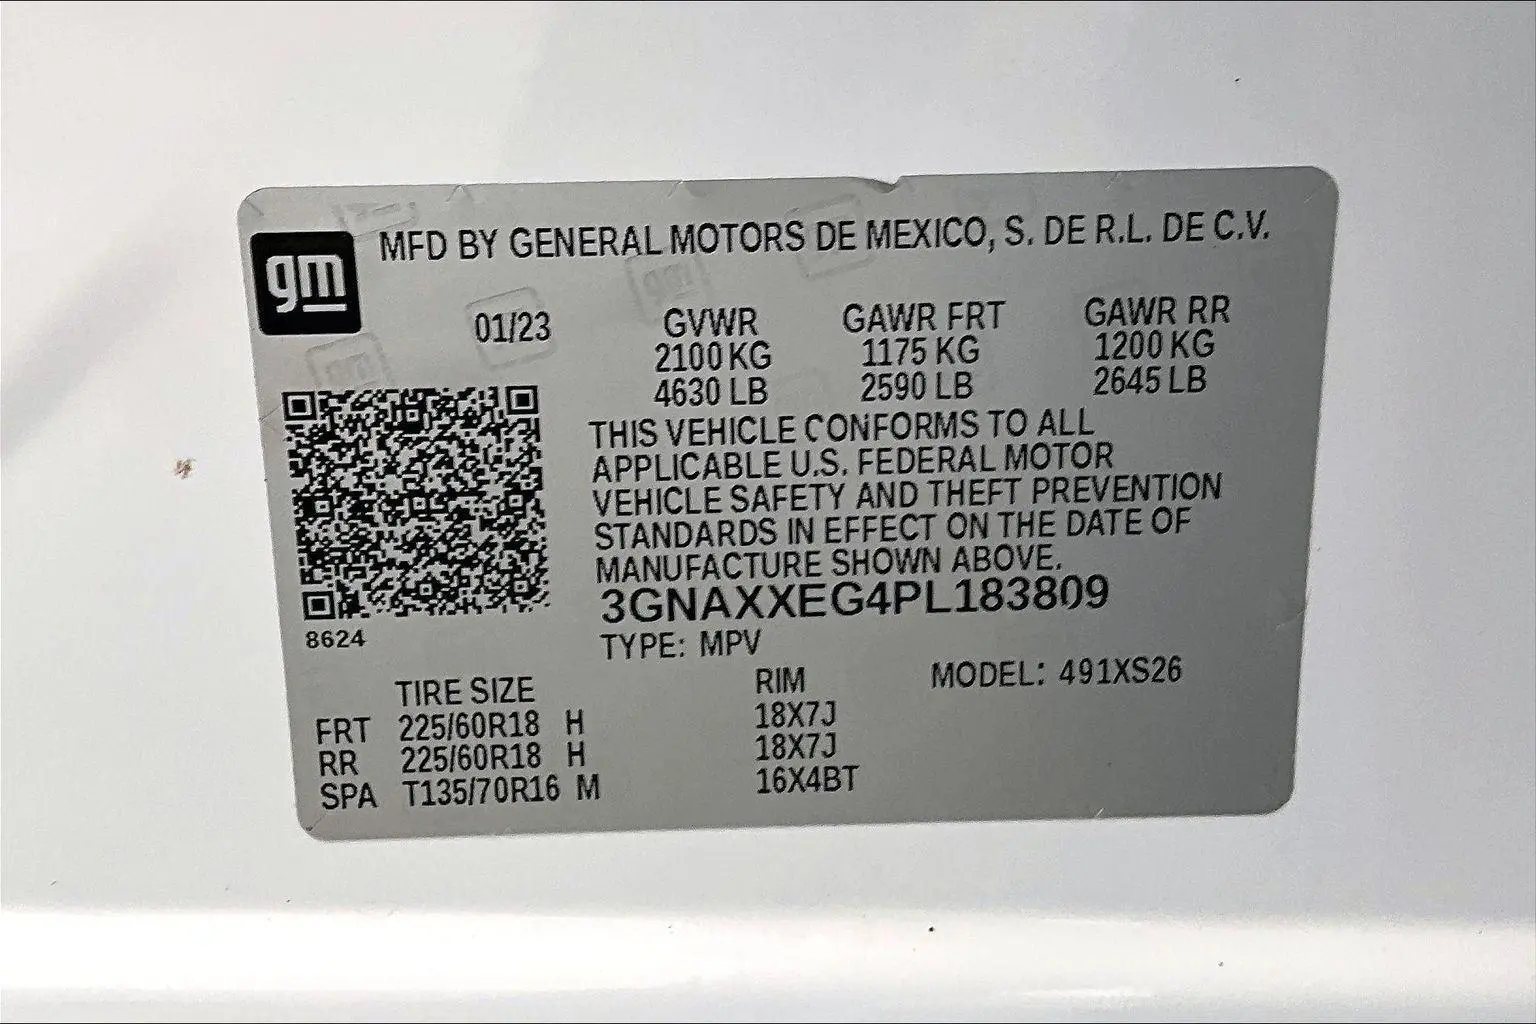 gm
MFD BY GENERAL MOTORS DE MEXICO, S. DE R.L. DE C.V.
01/23 GVWR GAWR FRT GAWR RR
2100 KG 1175 KG 1200 KG
4630 LB 2590 LB 2645 LB
THIS VEHICLE CONFORMS TO ALL
APPLICABLE U.S. FEDERAL MOTOR
VEHICLE SAFETY AND THEFT PREVENTION
STANDARDS IN EFFECT ON THE DATE OF
MANUFACTURE SHOWN ABOVE.
3GNAXXEG4PL183809
8624
TYPE: MPV
MODEL: 491XS26
TIRE SIZE RIM
FRT 225/60R18 H 18X7J
RR 225/60R18 H 18X7J
SPA T135/70R16 M 16X4BT